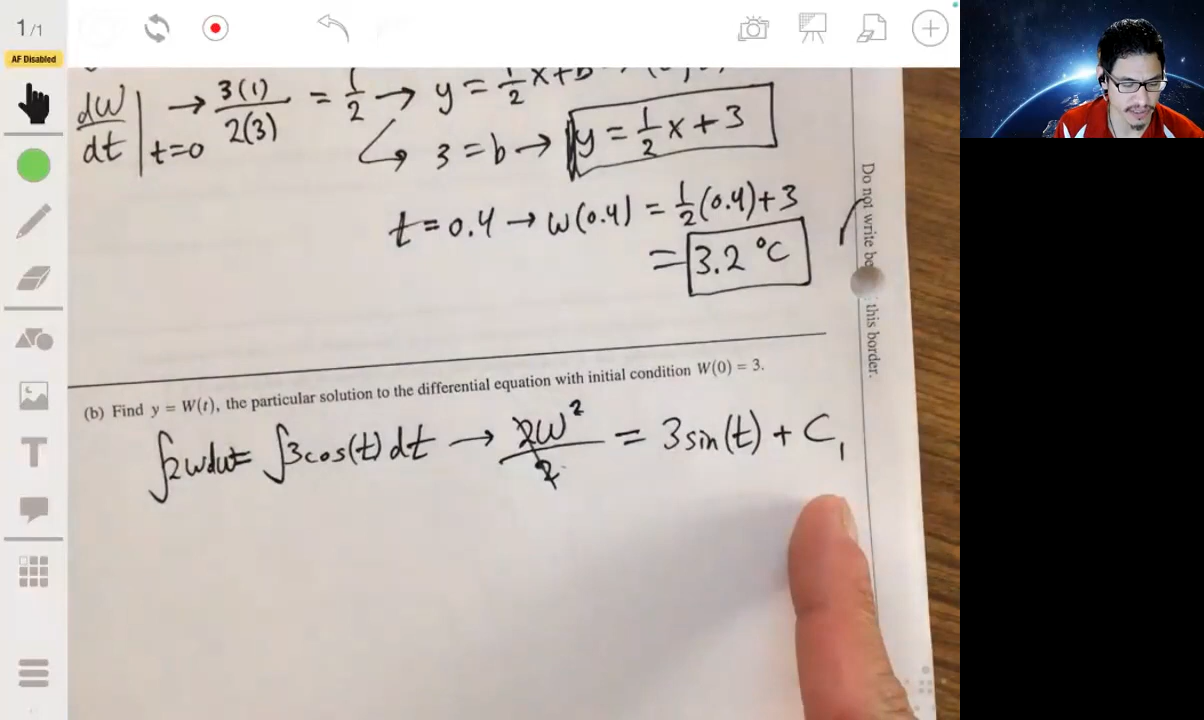 1/1
AF Disabled
dW/dt | t=0 → 3(1)/2(3) = 1/2 → y = 1/2 x + b
3 = b → y = 1/2 x + 3
t = 0.4 → W(0.4) = 1/2 (0.4) + 3
= 3.2 °C
(b) Find y = W(t), the particular solution to the differential equation with initial condition W(0) = 3.
∫2wdw = ∫3cos(t) dt → 2w²/2 = 3sin(t) + C₁
Do not write be this border.
T